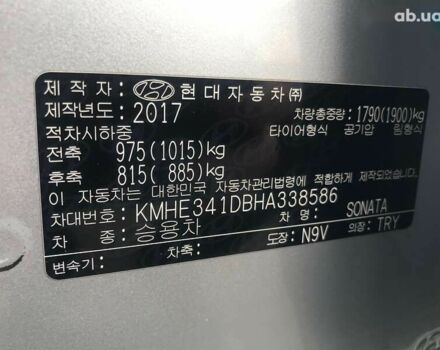 ab.ua
제 작 자 : 현대자동차㈜
제작년도: 2017 차량총중량: 1790(1900)kg
적차시하중 타이어형식 공기압 림형식
전축 975(1015)kg
후축 815( 885)kg
이 자동차는 대한민국 자동차관리법령에 적합하게 제작되었습니다
차대번호: KMHE341DBHA338586
차 명 : SONATA
차 종: 승용차
변속기: 차축: 도장: N9V 의장: TRY